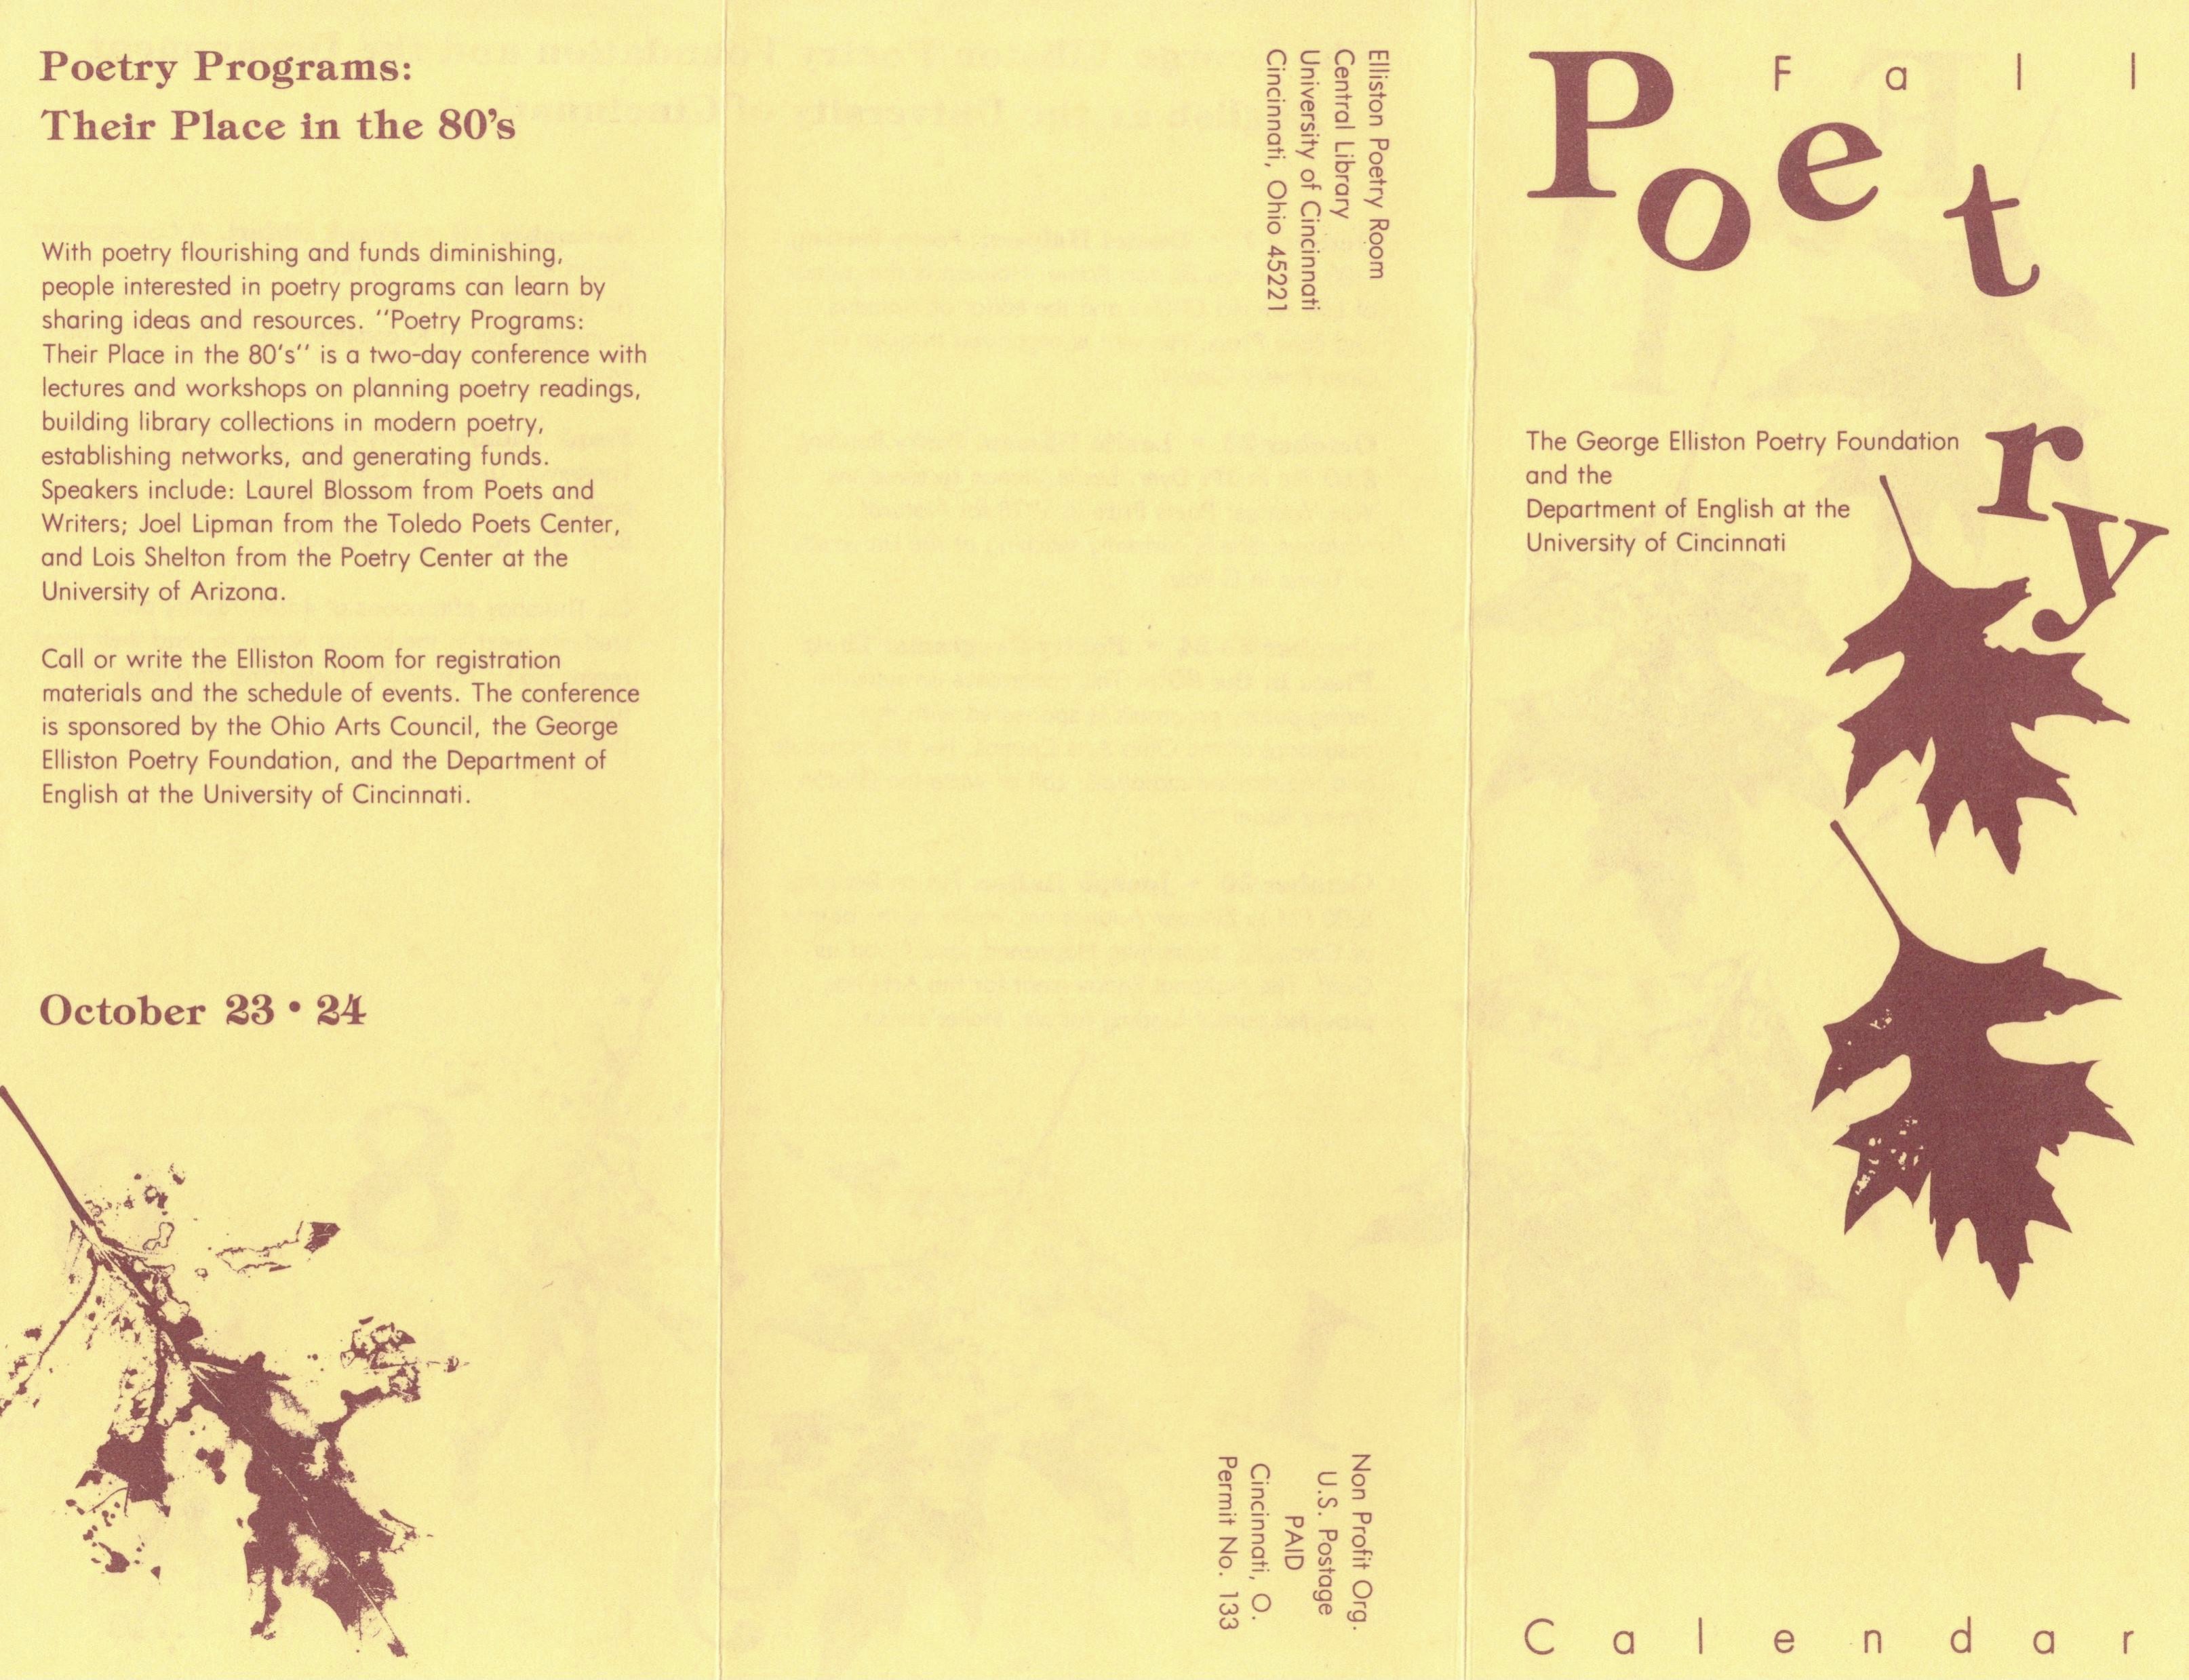 Poetry Programs:
Their Place in the 80's
With poetry flourishing and funds diminishing,
people interested in poetry programs can learn by
sharing ideas and resources. ''Poetry Programs:
Their Place in the 80's'' is a two-day conference with
lectures and workshops on planning poetry readings,
building library collections in modern poetry,
establishing networks, and generating funds.
Speakers include: Laurel Blossom from Poets and
Writers; Joel Lipman from the Toledo Poets Center,
and Lois Shelton from the Poetry Center at the
University of Arizona.
Call or write the Elliston Room for registration
materials and the schedule of events. The conference
is sponsored by the Ohio Arts Council, the George
Elliston Poetry Foundation, and the Department of
English at the University of Cincinnati.
October 23 • 24
Elliston Poetry Room
Central Library
University of Cincinnati
Cincinnati, Ohio 45221
Non Profit Org.
U.S. Postage
PAID
Cincinnati, O.
Permit No. 133
Fall
Poetry
The George Elliston Poetry Foundation
and the
Department of English at the
University of Cincinnati
Calendar